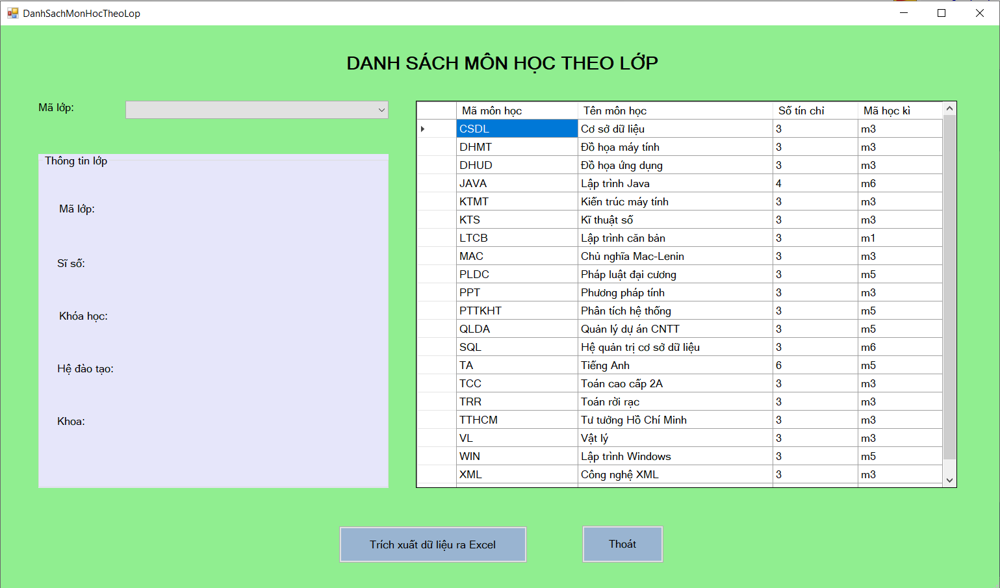 DanhSachMonHocTheoLop
DANH SÁCH MÔN HỌC THEO LỚP
Mã lớp:
Thông tin lớp
Mã lớp:
Sĩ số:
Khóa học:
Hệ đào tạo:
Khoa:
Mã môn học Tên môn học Số tín chỉ Mã học kì
CSDL Cơ sở dữ liệu 3 m3
DHMT Đồ họa máy tính 3 m3
DHUD Đồ họa ứng dụng 3 m3
JAVA Lập trình Java 4 m6
KTMT Kiến trúc máy tính 3 m3
KTS Kĩ thuật số 3 m3
LTCB Lập trình căn bản 3 m1
MAC Chủ nghĩa Mac-Lenin 3 m3
PLDC Pháp luật đại cương 3 m5
PPT Phương pháp tính 3 m3
PTTKHT Phân tích hệ thống 3 m5
QLDA Quản lý dự án CNTT 3 m5
SQL Hệ quản trị cơ sở dữ liệu 3 m6
TA Tiếng Anh 6 m5
TCC Toán cao cấp 2A 3 m3
TRR Toán rời rạc 3 m3
TTHCM Tư tưởng Hồ Chí Minh 3 m3
VL Vật lý 3 m3
WIN Lập trình Windows 3 m5
XML Công nghệ XML 3 m3
Trích xuất dữ liệu ra Excel
Thoát